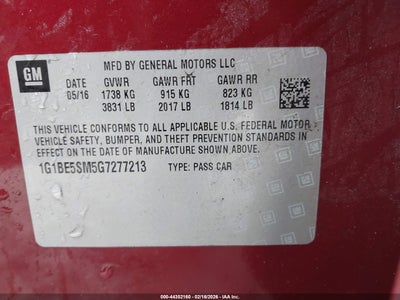 GM
MFD BY GENERAL MOTORS LLC
DATE GVWR GAWR FRT GAWR RR
05/16 1738 KG 915 KG 823 KG
3831 LB 2017 LB 1814 LB
THIS VEHICLE CONFORMS TO ALL APPLICABLE U.S. FEDERAL MOTOR
VEHICLE SAFETY, BUMPER, AND THEFT PREVENTION STANDARDS IN
EFFECT ON THE DATE OF MANUFACTURE SHOWN ABOVE.
1G1BE5SM5G7277213 TYPE: PASS CAR
000-44352160 - 02/18/2026 - IAAI.COM